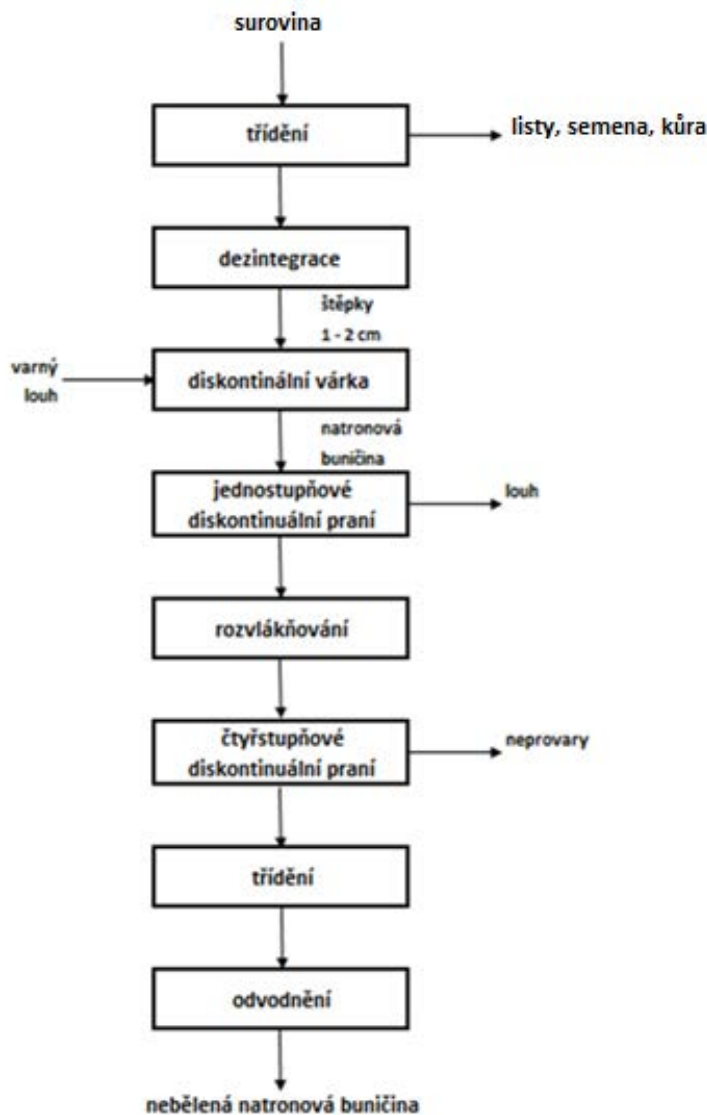 surovina
třídění
listy, semena, kůra
dezintegrace
štěpky
1 - 2 cm
varný
louh
diskontinální várka
natronová
buničina
jednostupňové
diskontinuální praní
louh
rozvlákňování
čtyřstupňové
diskontinuální praní
neprovary
třídění
odvodnění
nebělená natronová buničina